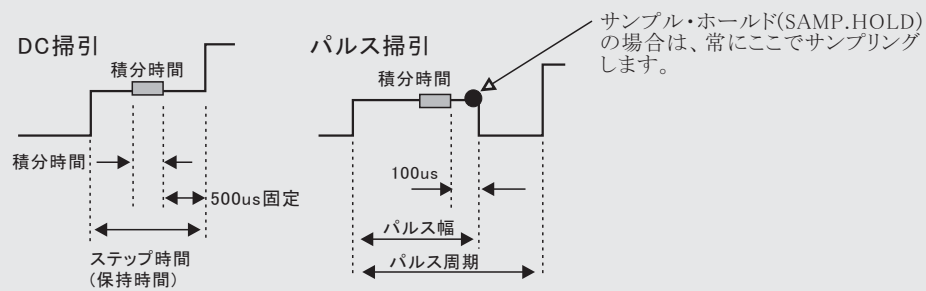 DC掃引
積分時間
積分時間
500us固定
ステップ時間
(保持時間)
パルス掃引
積分時間
サンプル・ホールド(SAMP.HOLD)
の場合は、常にここでサンプリング
します。
100us
パルス幅
パルス周期